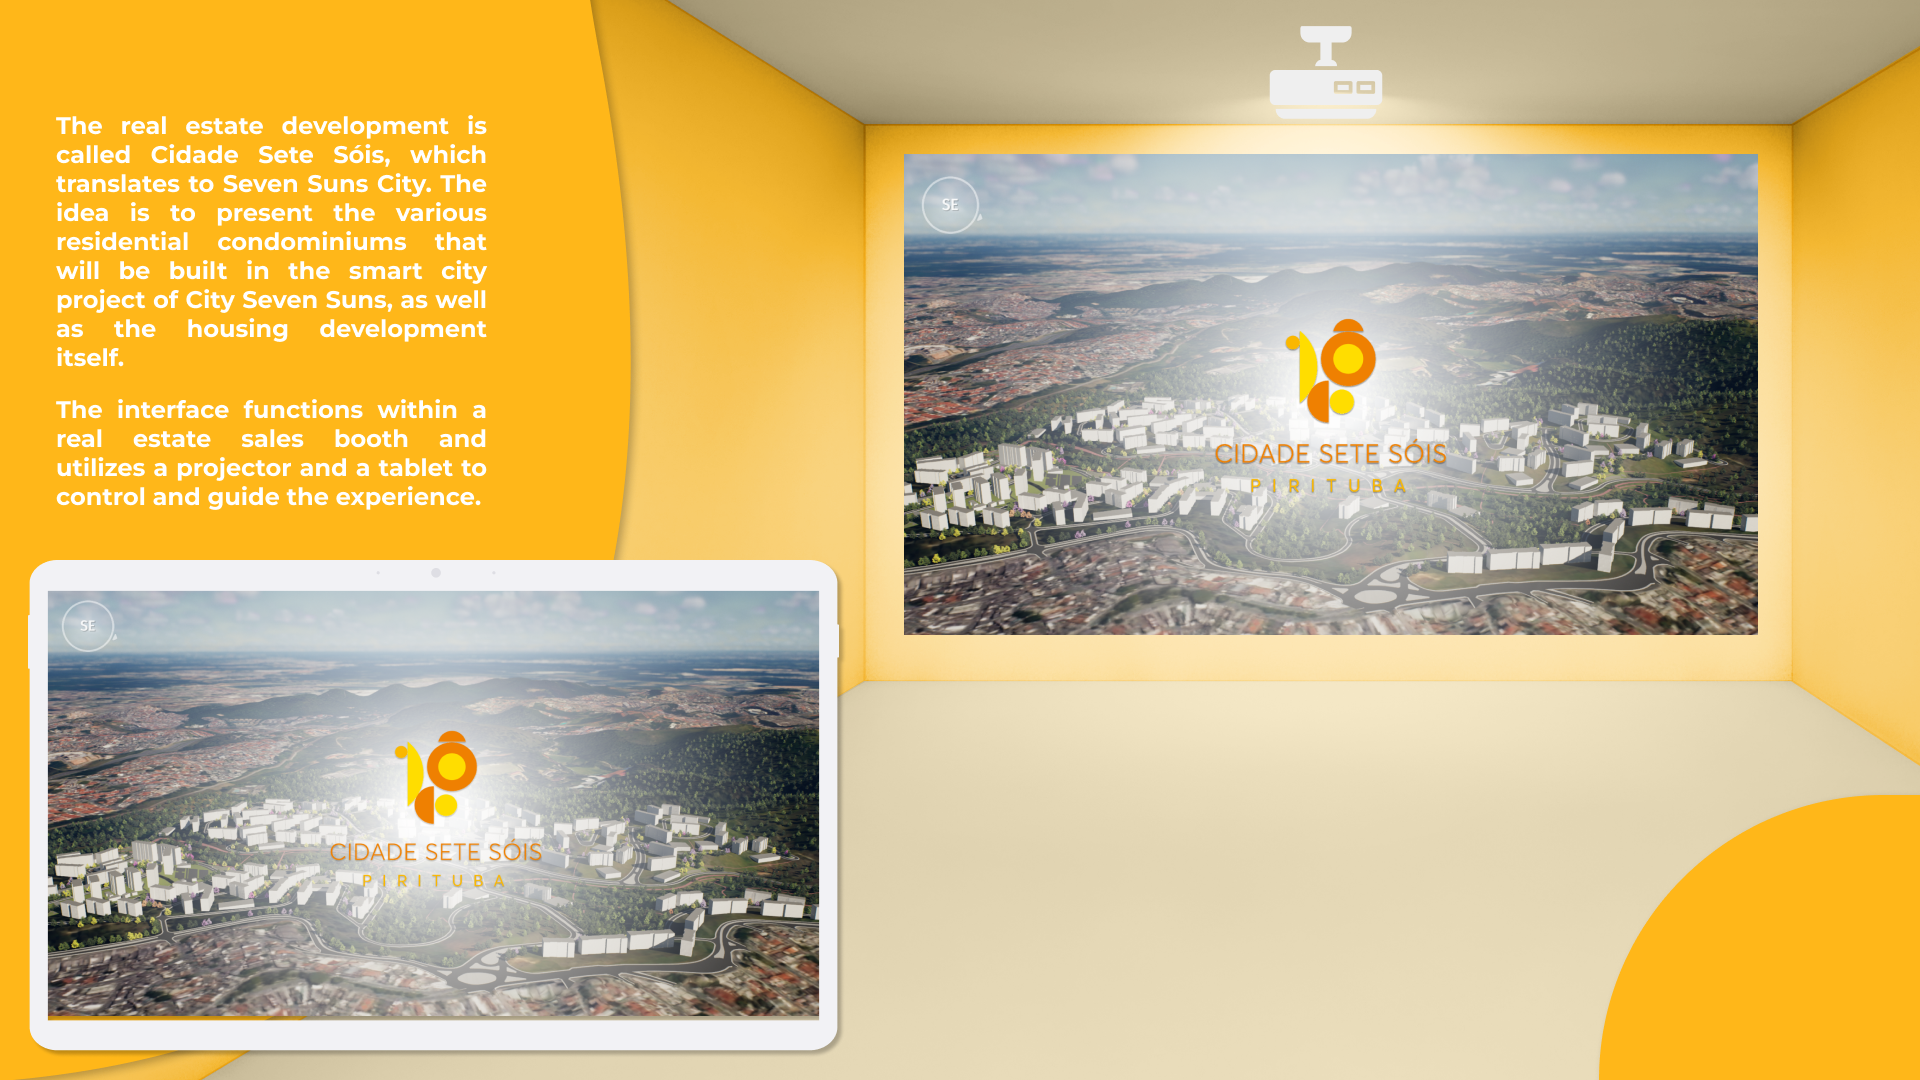 The real estate development is
called Cidade Sete Sóis, which
translates to Seven Suns City. The
idea is to present the various
residential condominiums that
will be built in the smart city
project of City Seven Suns, as well
as the housing development
itself.
The interface functions within a
real estate sales booth and
utilizes a projector and a tablet to
control and guide the experience.
SE
CIDADE SETE SÓIS
PIRITUBA
SE
CIDADE SETE SÓIS
PIRITUBA